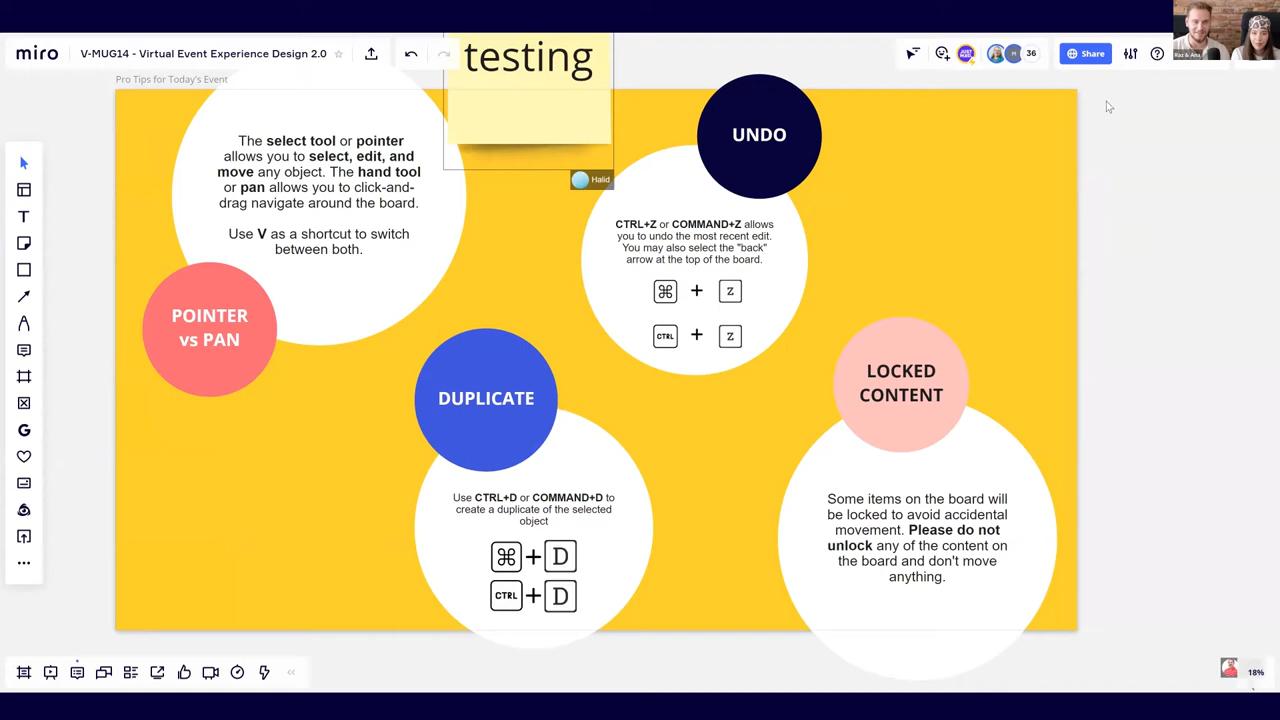 miro
V-MUG14 - Virtual Event Experience Design 2.0
36
Share
Raz & Ana
Pro Tips for Today's Event
testing
Halid
The select tool or pointer
allows you to select, edit, and
move any object. The hand tool
or pan allows you to click-and-
drag navigate around the board.
Use V as a shortcut to switch
between both.
POINTER
vs PAN
UNDO
CTRL+Z or COMMAND+Z allows
you to undo the most recent edit.
You may also select the "back"
arrow at the top of the board.
⌘ + Z
CTRL + Z
DUPLICATE
Use CTRL+D or COMMAND+D to
create a duplicate of the selected
object
⌘ + D
CTRL + D
LOCKED
CONTENT
Some items on the board will
be locked to avoid accidental
movement. Please do not
unlock any of the content on
the board and don't move
anything.
18%